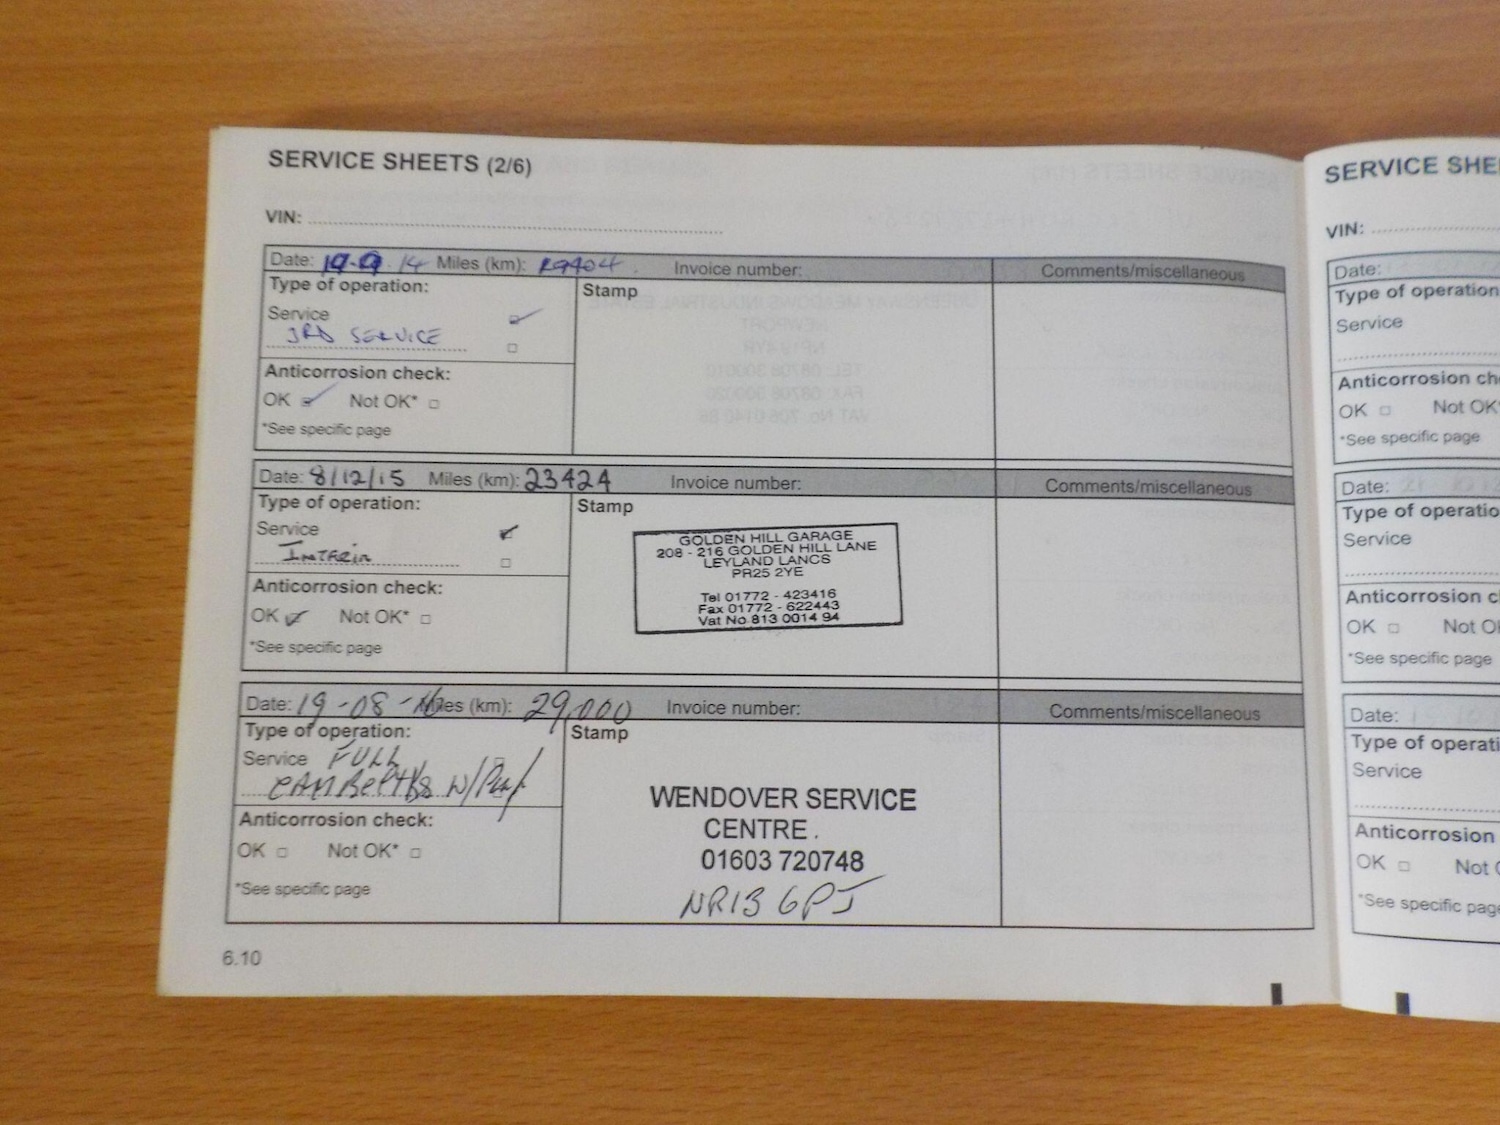 SERVICE SHEETS (2/6)
VIN:
Date: 19.9.14 Miles (km): 19404 Invoice number: Comments/miscellaneous
Type of operation: Stamp
Service
3RD SERVICE
Anticorrosion check:
OK Not OK*
*See specific page
Date: 8/12/15 Miles (km): 23424 Invoice number: Comments/miscellaneous
Type of operation: Stamp
Service
INTERIM
Anticorrosion check:
OK Not OK*
*See specific page
GOLDEN HILL GARAGE
208 - 216 GOLDEN HILL LANE
LEYLAND LANCS
PR25 2YE
Tel 01772 - 423416
Fax 01772 - 622443
Vat No 813 0014 94
Date: 19-08-16 Miles (km): 29,000 Invoice number: Comments/miscellaneous
Type of operation: Stamp
Service FULL
CAMBELT
Anticorrosion check:
OK Not OK*
*See specific page
WENDOVER SERVICE
CENTRE.
01603 720748
NR13 6PJ
6.10
SERVICE SHE
VIN:
Date:
Type of operation
Service
Anticorrosion ch
OK Not OK*
*See specific page
Date:
Type of operatio
Service
Anticorrosion c
OK Not O
*See specific page
Date:
Type of operati
Service
Anticorrosion
OK Not
*See specific pag